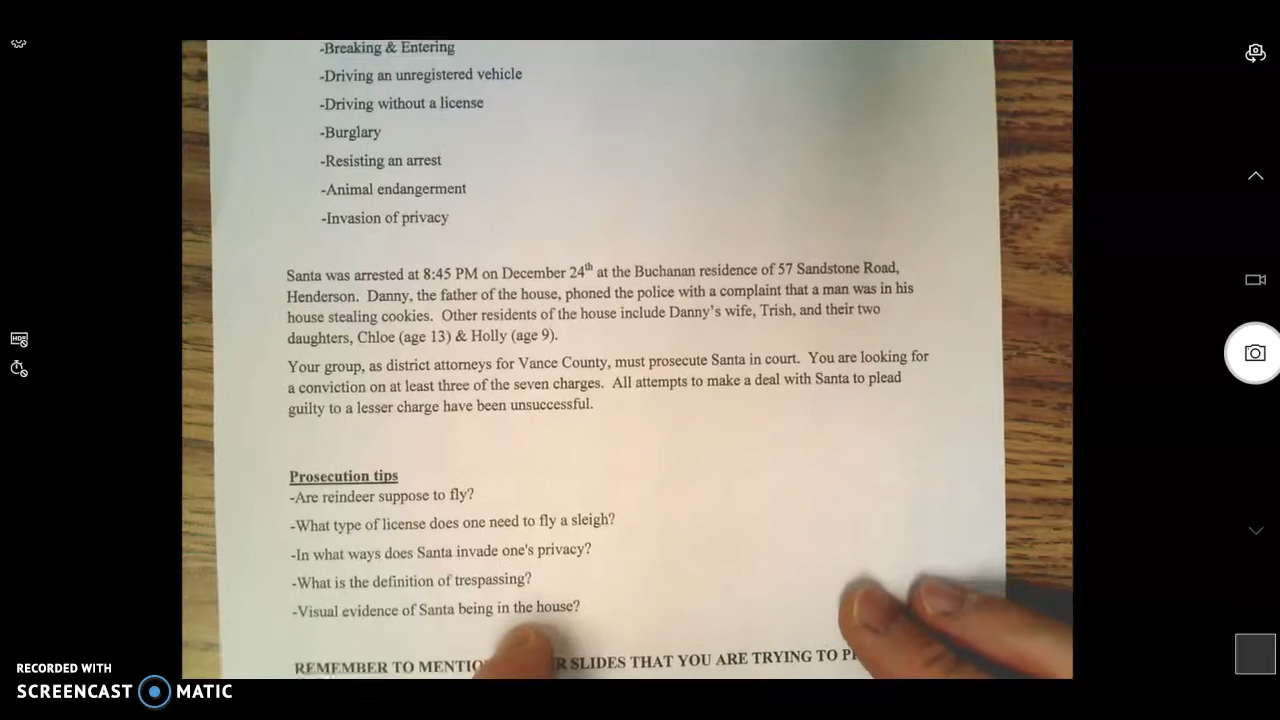 -Breaking & Entering
-Driving an unregistered vehicle
-Driving without a license
-Burglary
-Resisting an arrest
-Animal endangerment
-Invasion of privacy
Santa was arrested at 8:45 PM on December 24th at the Buchanan residence of 57 Sandstone Road,
Henderson. Danny, the father of the house, phoned the police with a complaint that a man was in his
house stealing cookies. Other residents of the house include Danny's wife, Trish, and their two
daughters, Chloe (age 13) & Holly (age 9).
Your group, as district attorneys for Vance County, must prosecute Santa in court. You are looking for
a conviction on at least three of the seven charges. All attempts to make a deal with Santa to plead
guilty to a lesser charge have been unsuccessful.
Prosecution tips
-Are reindeer suppose to fly?
-What type of license does one need to fly a sleigh?
-In what ways does Santa invade one's privacy?
-What is the definition of trespassing?
-Visual evidence of Santa being in the house?
REMEMBER TO SLIDES THAT YOU ARE TRYING TO
RECORDED WITH
SCREENCAST MATIC